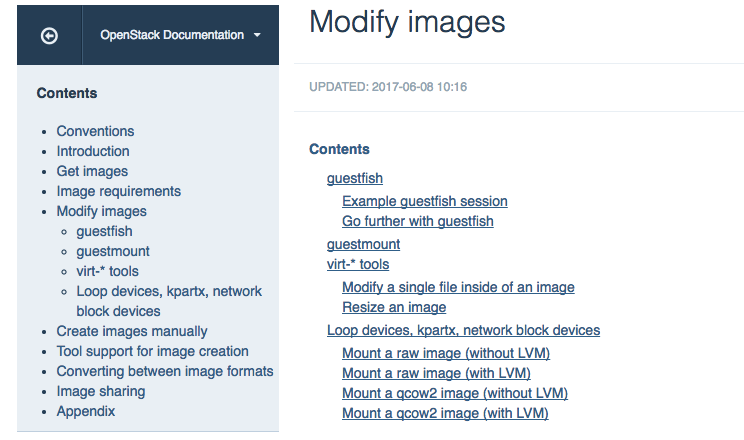 OpenStack Documentation
Contents
Conventions
Introduction
Get images
Image requirements
Modify images
guestfish
guestmount
virt-* tools
Loop devices, kpartx, network
block devices
Create images manually
Tool support for image creation
Converting between image formats
Image sharing
Appendix
Modify images
UPDATED: 2017-06-08 10:16
Contents
guestfish
Example guestfish session
Go further with guestfish
guestmount
virt-* tools
Modify a single file inside of an image
Resize an image
Loop devices, kpartx, network block devices
Mount a raw image (without LVM)
Mount a raw image (with LVM)
Mount a qcow2 image (without LVM)
Mount a qcow2 image (with LVM)